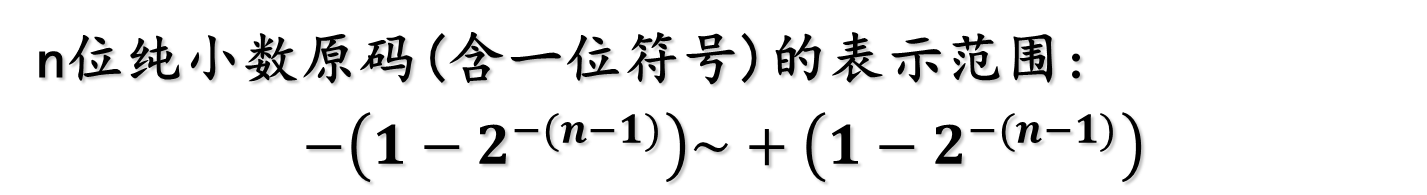 n位纯小数原码(含一位符号)的表示范围:
−(1 − 2^{−(n−1)})~ + (1 − 2^{−(n−1)})